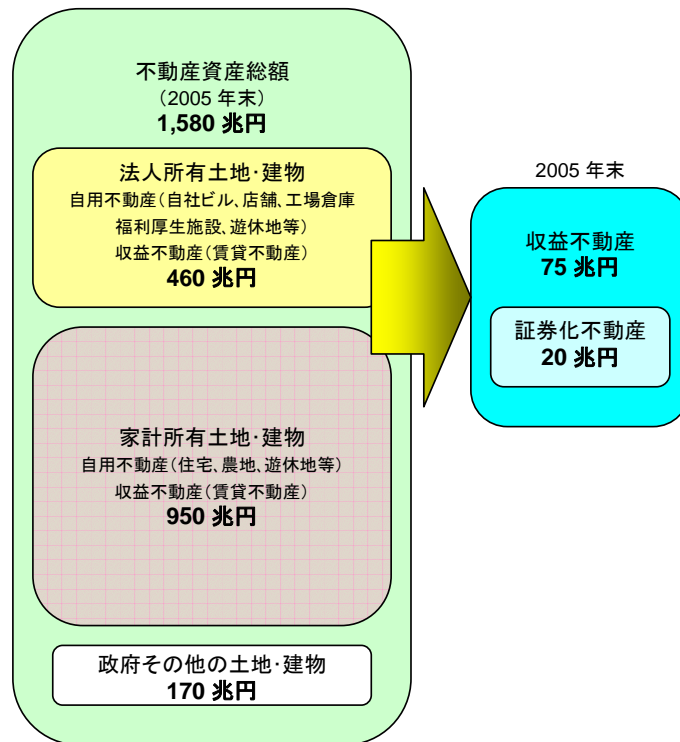 不動産資産総額
(2005 年末)
1,580 兆円
法人所有土地・建物
自用不動産(自社ビル、店舗、工場倉庫
福利厚生施設、遊休地等)
収益不動産(賃貸不動産)
460 兆円
家計所有土地・建物
自用不動産(住宅、農地、遊休地等)
収益不動産(賃貸不動産)
950 兆円
政府その他の土地・建物
170 兆円
2005 年末
収益不動産
75 兆円
証券化不動産
20 兆円